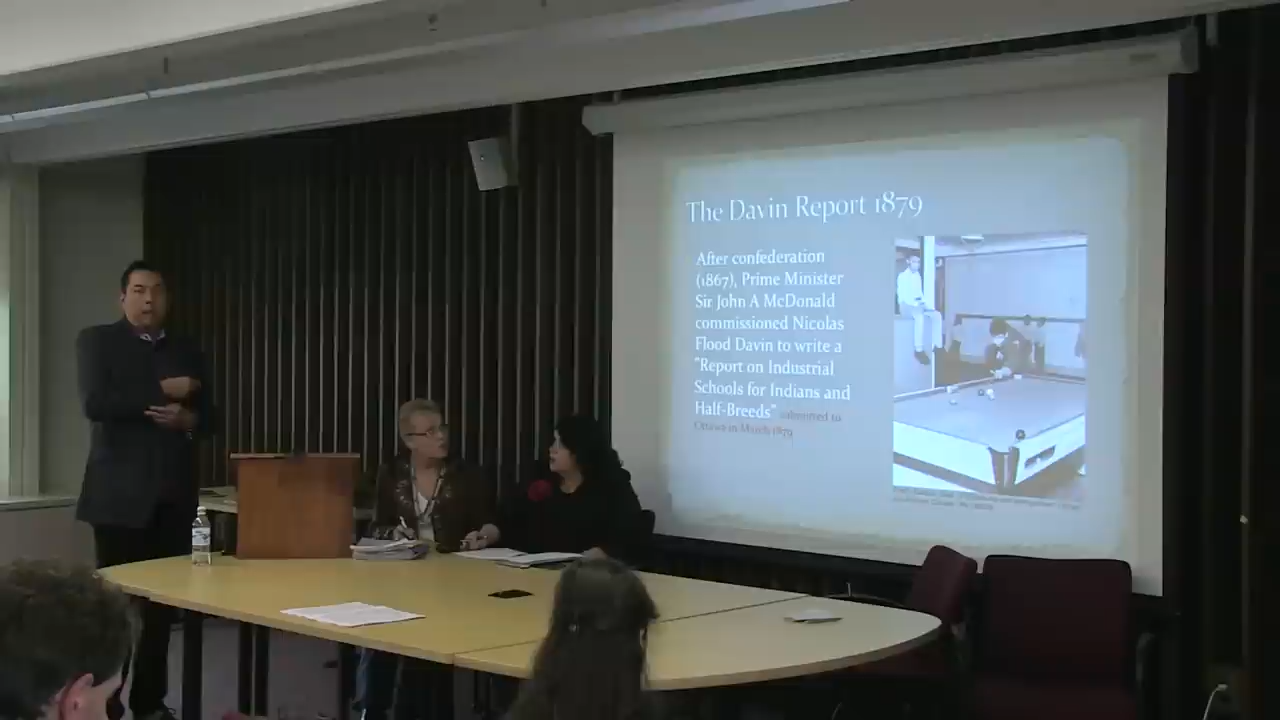 The Davin Report 1879
After confederation
(1867), Prime Minister
Sir John A McDonald
commissioned Nicolas
Flood Davin to write a
"Report on Industrial
Schools for Indians and
Half-Breeds" submitted to
Ottawa in March 1879